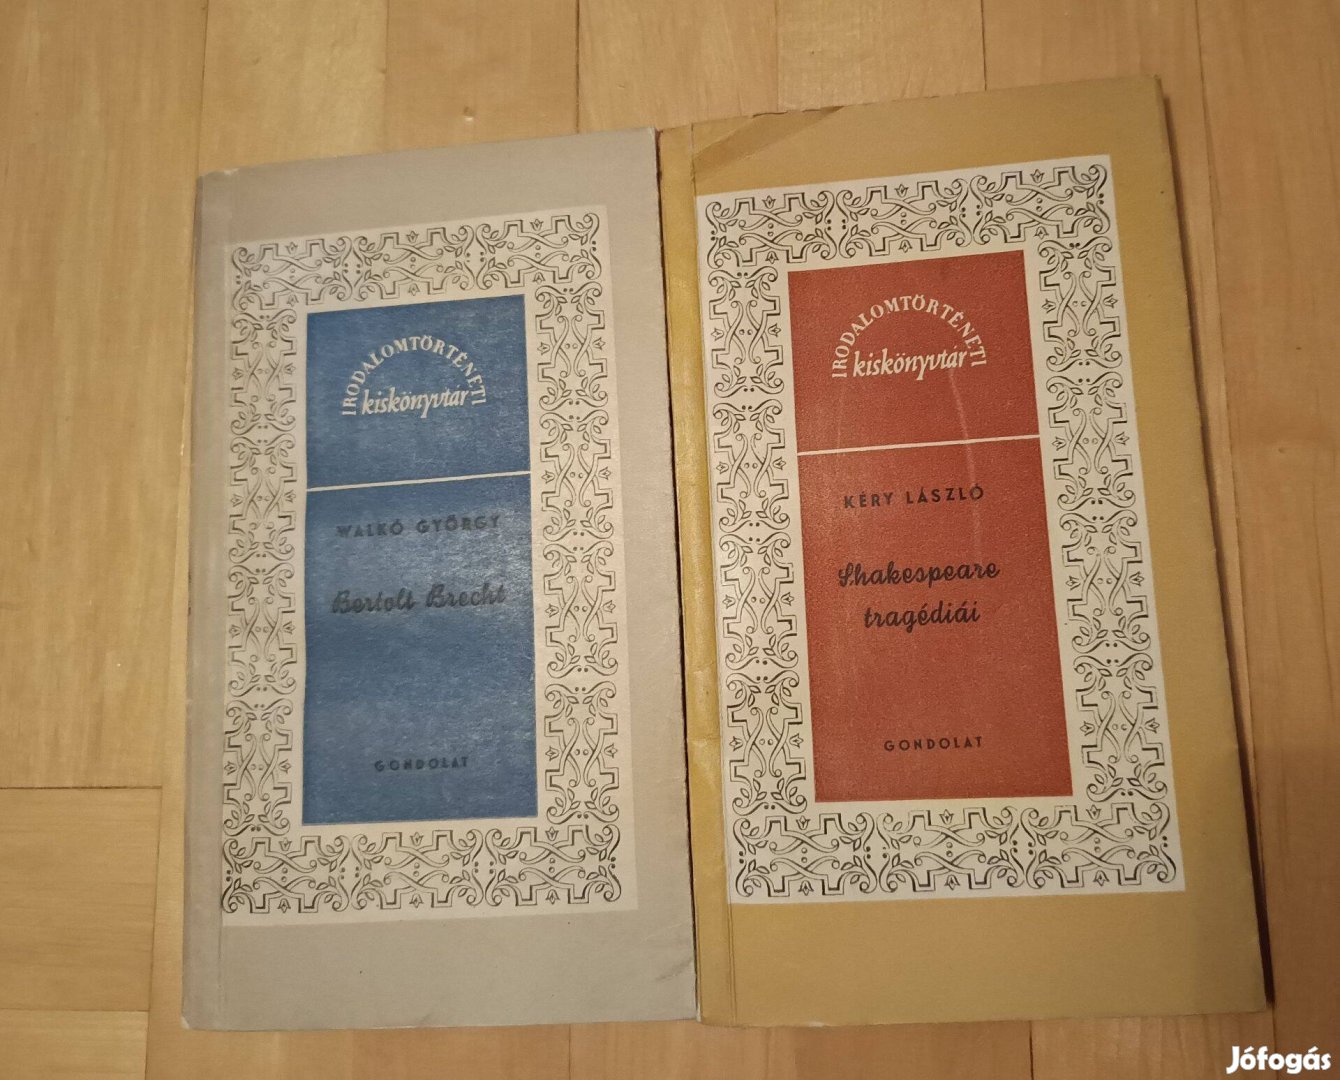 IRODALOMTÖRTÉNETI
kiskönyvtár
WALKÓ GYÖRGY
Bertolt Brecht
GONDOLAT
IRODALOMTÖRTÉNETI
kiskönyvtár
KÉRY LÁSZLÓ
Shakespeare
tragédiái
GONDOLAT
Jófogás